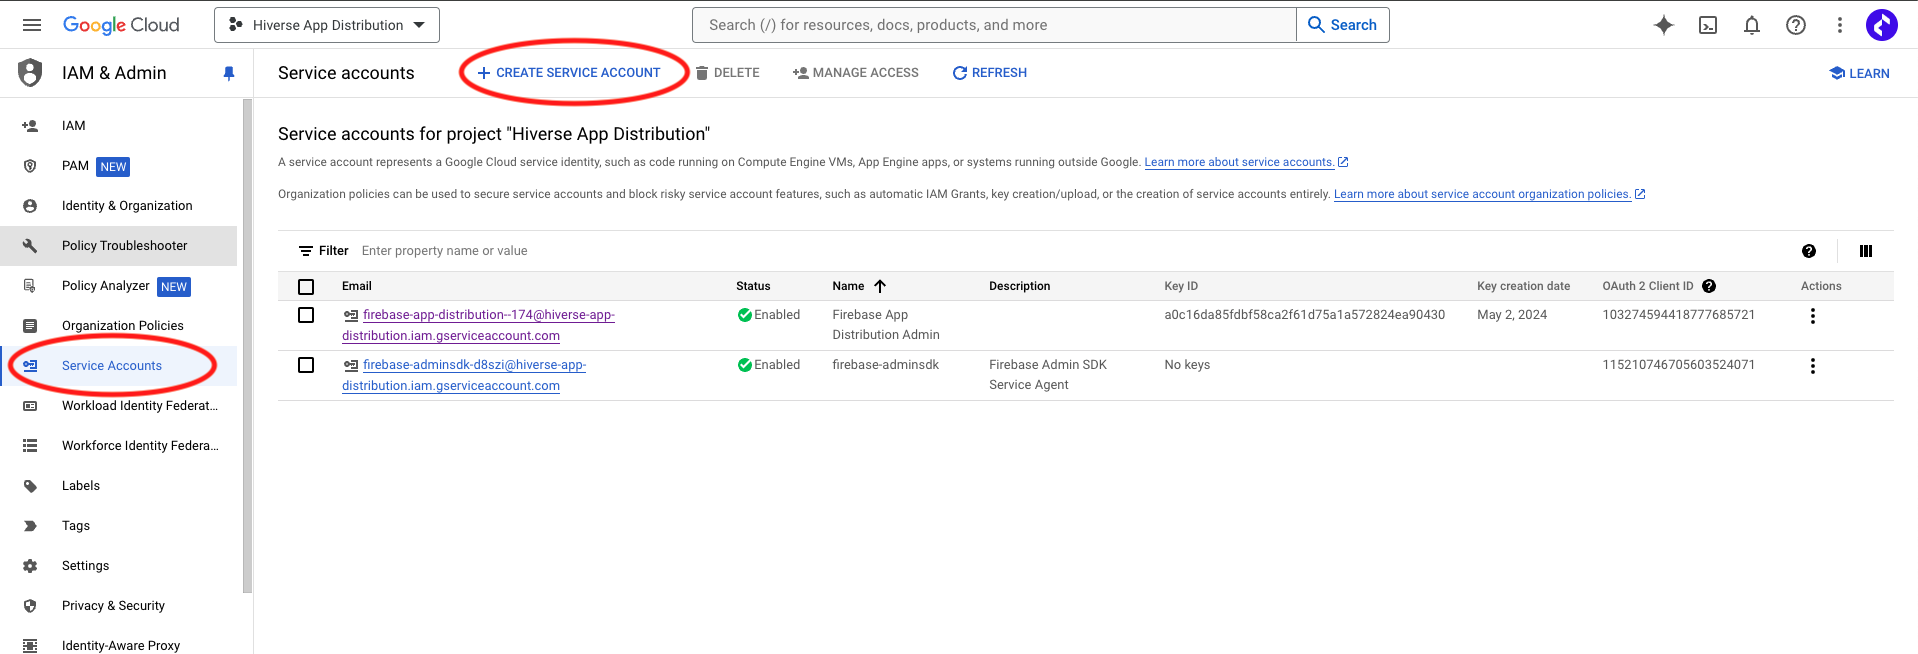 Google Cloud
Hiverse App Distribution
Search (/) for resources, docs, products, and more
Search
IAM & Admin
Service accounts
CREATE SERVICE ACCOUNT
DELETE
MANAGE ACCESS
REFRESH
LEARN
IAM
PAM NEW
Identity & Organization
Policy Troubleshooter
Policy Analyzer NEW
Organization Policies
Service Accounts
Workload Identity Federat...
Workforce Identity Federa...
Labels
Tags
Settings
Privacy & Security
Identity-Aware Proxy
Service accounts for project "Hiverse App Distribution"
A service account represents a Google Cloud service identity, such as code running on Compute Engine VMs, App Engine apps, or systems running outside Google. Learn more about service accounts.
Organization policies can be used to secure service accounts and block risky service account features, such as automatic IAM Grants, key creation/upload, or the creation of service accounts entirely. Learn more about service account organization policies.
Filter Enter property name or value
Email Status Name Description Key ID Key creation date OAuth 2 Client ID Actions
firebase-app-distribution--174@hiverse-app- Enabled Firebase App a0c16da85fdbf58ca2f61d75a1a572824ea90430 May 2, 2024 103274594418777685721
distribution.iam.gserviceaccount.com Distribution Admin
firebase-adminsdk-d8szi@hiverse-app- Enabled firebase-adminsdk Firebase Admin SDK No keys 115210746705603524071
distribution.iam.gserviceaccount.com Service Agent